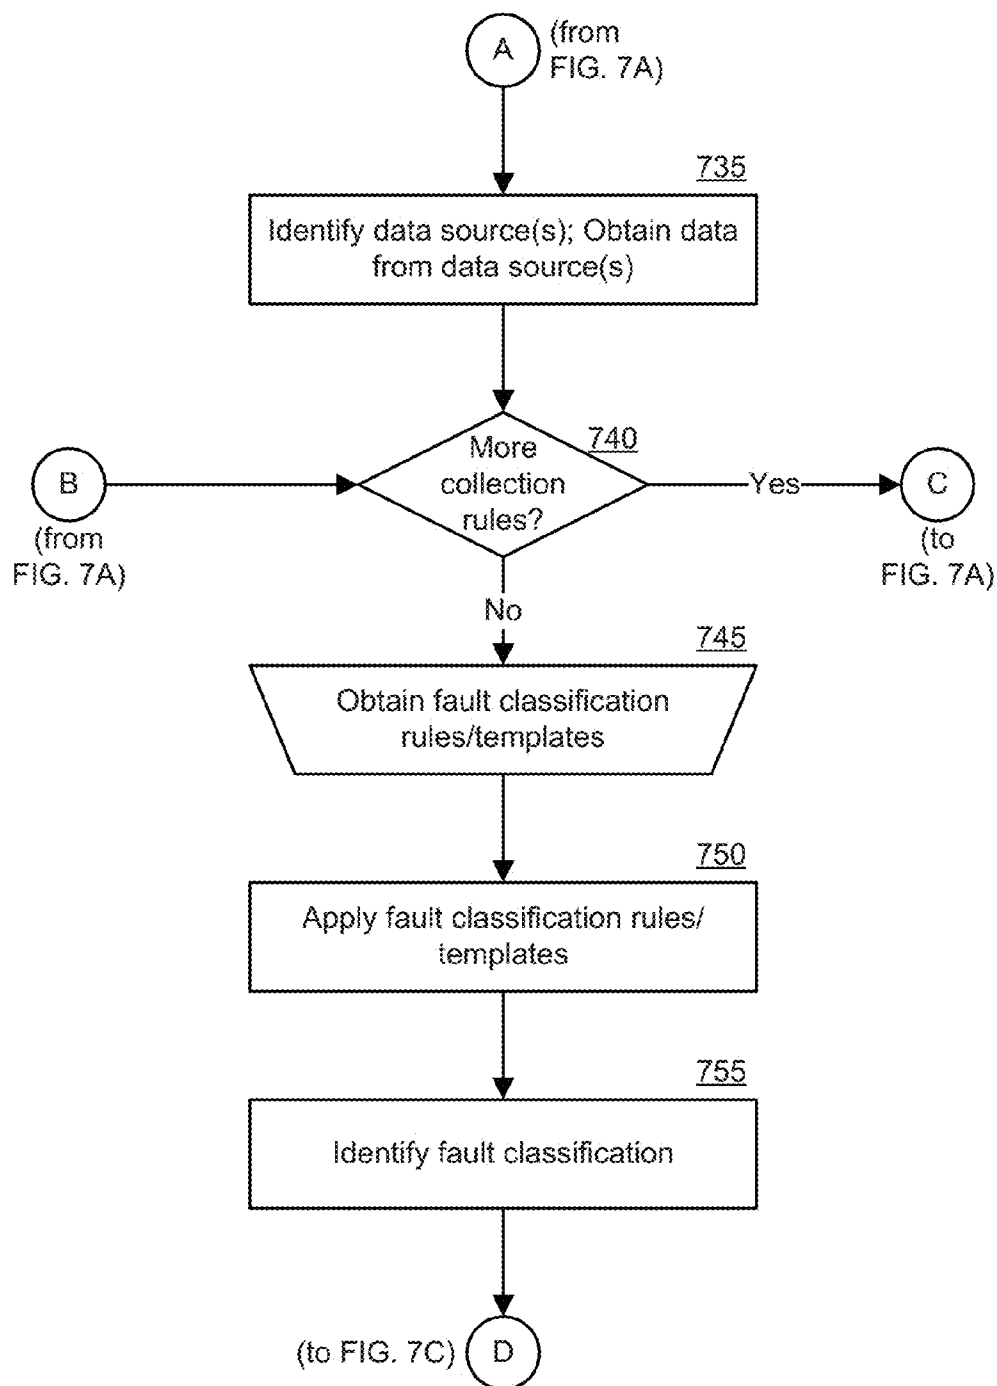 A
(from
FIG. 7A)
735
Identify data source(s); Obtain data
from data source(s)
740
More
collection
rules?
B
(from
FIG. 7A)
Yes
C
(to
FIG. 7A)
No
745
Obtain fault classification
rules/templates
750
Apply fault classification rules/
templates
755
Identify fault classification
(to FIG. 7C)
D